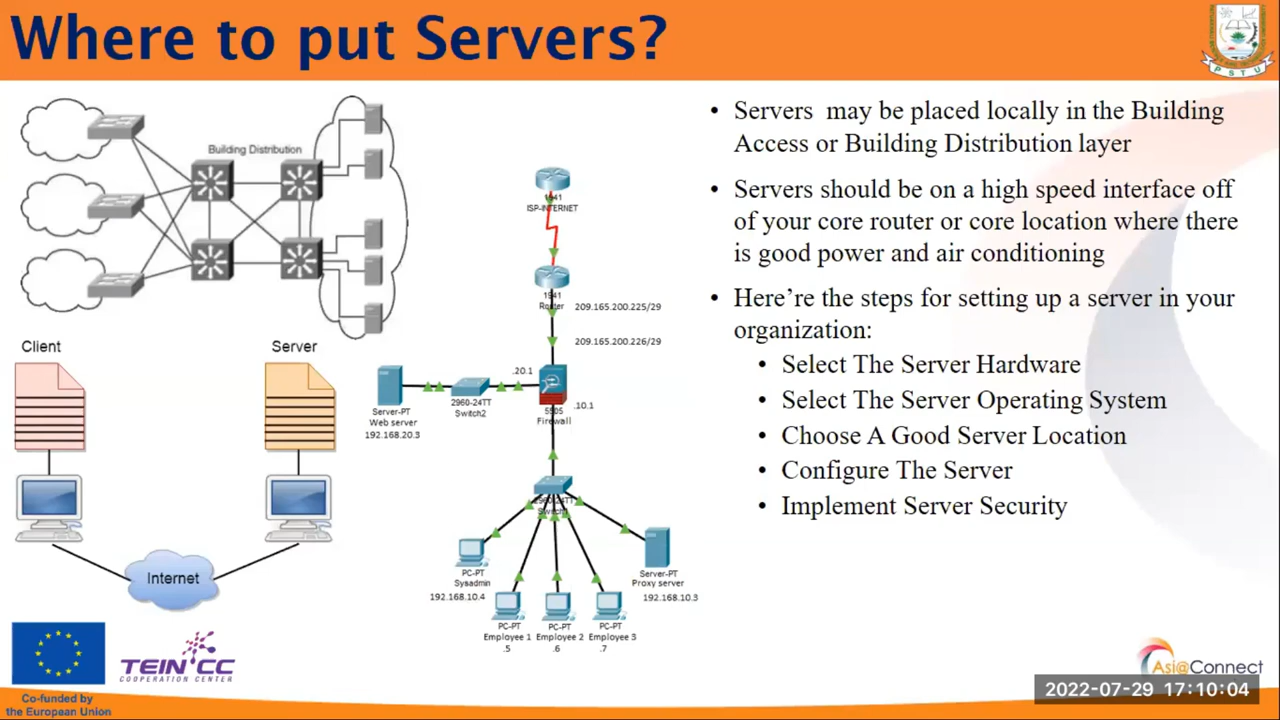 Where to put Servers?
PSTU
Building Distribution
Client
Server
Internet
1941
ISP-INTERNET
1941
Router
209.165.200.225/29
209.165.200.226/29
.20.1
Server-PT
Web server
192.168.20.3
2960-24TT
Switch2
5505
Firewall
.10.1
2960-24TT
PC-PT
Sysadmin
192.168.10.4
Server-PT
Proxy server
192.168.10.3
PC-PT
Employee 1
.5
PC-PT
Employee 2
.6
PC-PT
Employee 3
.7
• Servers may be placed locally in the Building
Access or Building Distribution layer
• Servers should be on a high speed interface off
of your core router or core location where there
is good power and air conditioning
• Here’re the steps for setting up a server in your
organization:
• Select The Server Hardware
• Select The Server Operating System
• Choose A Good Server Location
• Configure The Server
• Implement Server Security
Co-funded by
the European Union
TEIN*CC
COOPERATION CENTER
Asi@Connect
2022-07-29 17:10:04